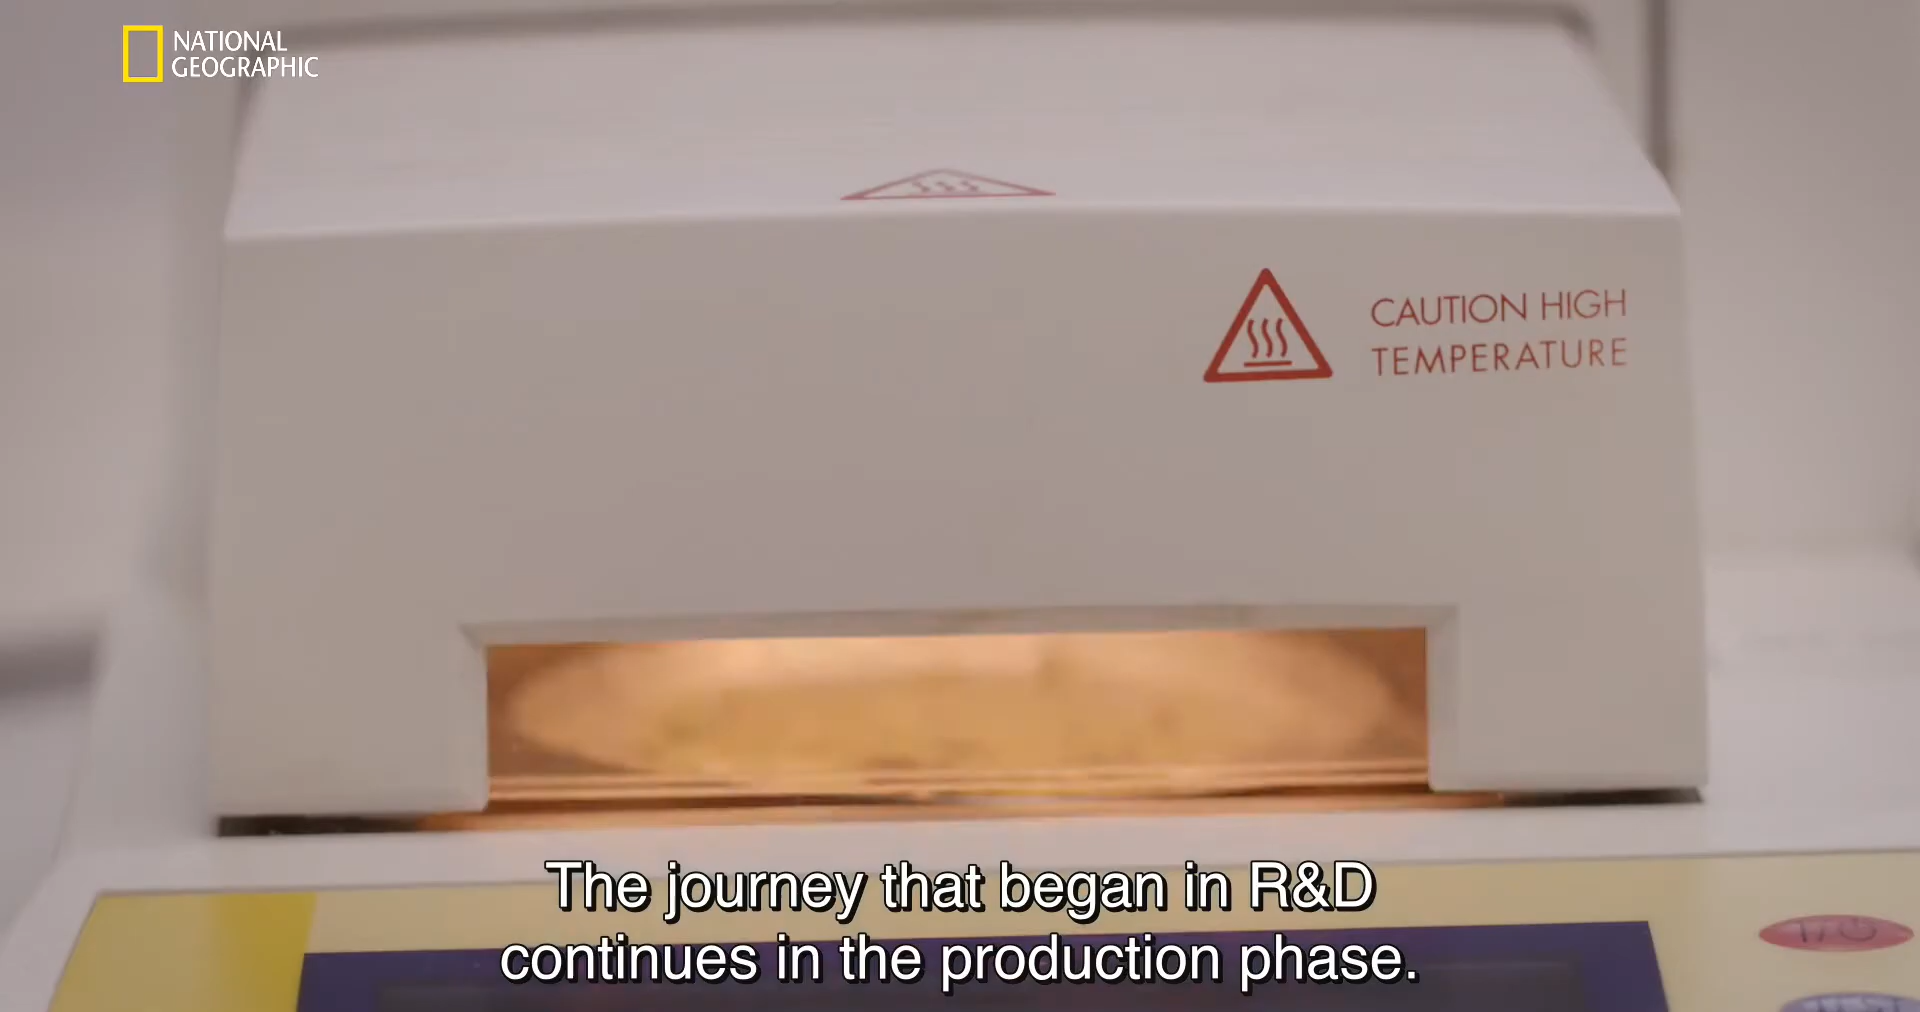 NATIONAL
GEOGRAPHIC
CAUTION HIGH
TEMPERATURE
The journey that began in R&D
continues in the production phase.